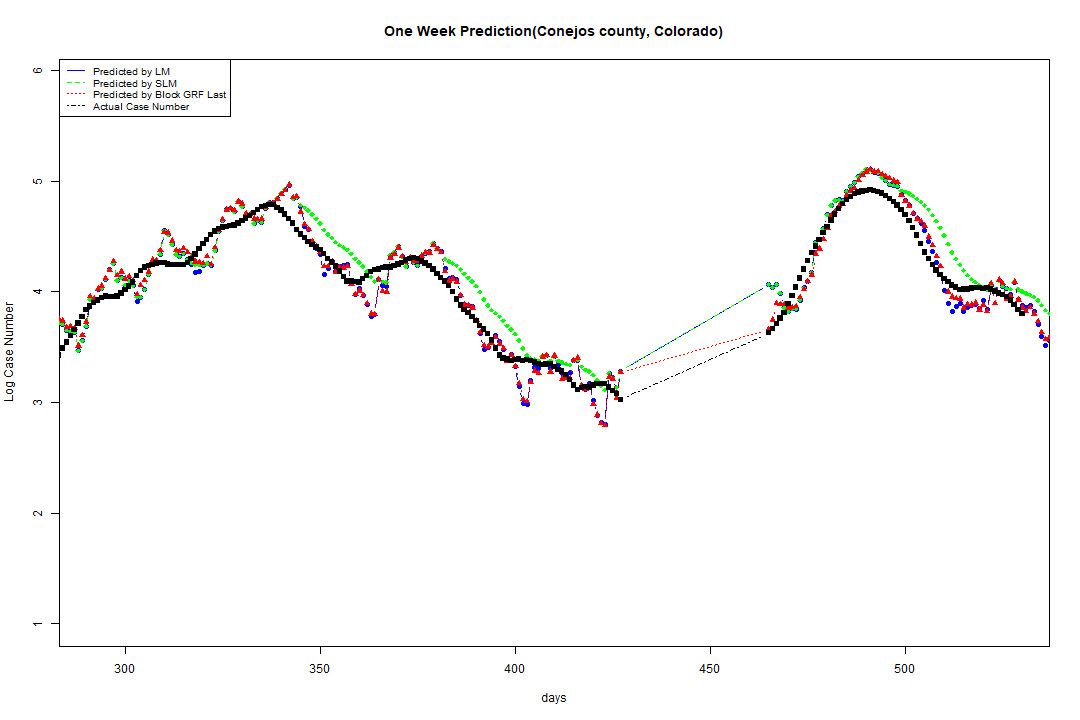 One Week Prediction(Conejos county, Colorado)
Predicted by LM
Predicted by SLM
Predicted by Block GRF Last
Actual Case Number
6
5
4
3
2
1
Log Case Number
300 350 400 450 500
days